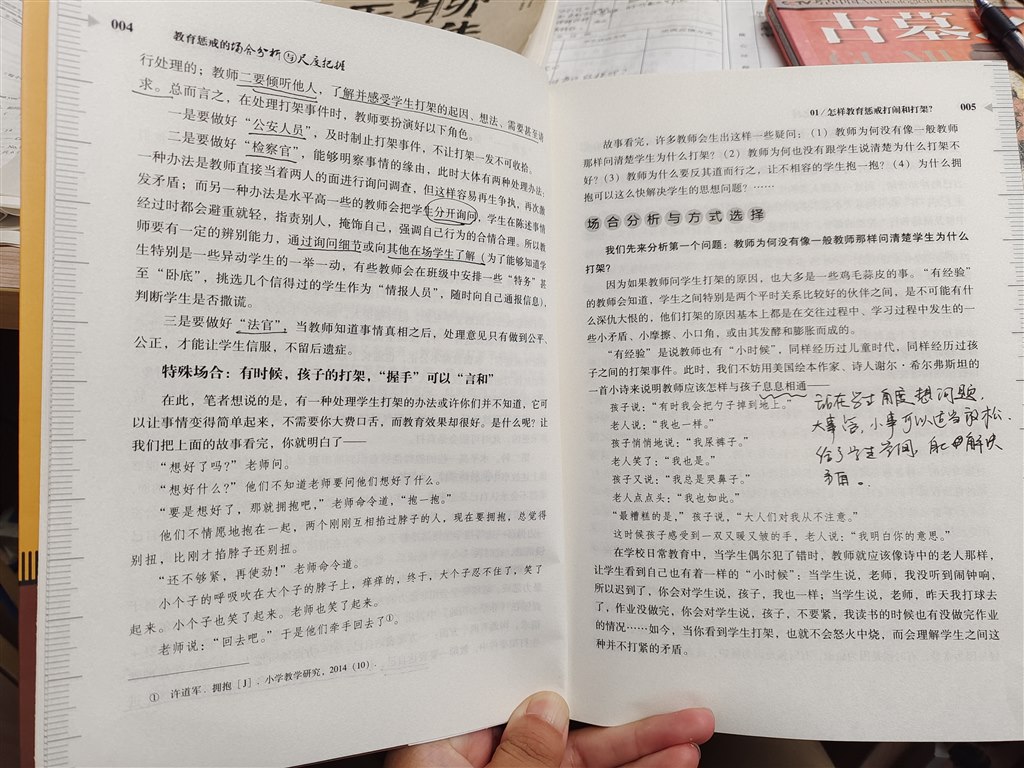 004
教育惩戒的场合分析与尺度把握
行处理的；教师二要倾听他人，了解并感受学生打架的起因、想法、需要甚至诉
求。总而言之，在处理打架事件时，教师要扮演好以下角色。
一是要做好“公安人员”，及时制止打架事件，不让打架一发不可收拾。
二是要做好“检察官”，能够明察事情的缘由，此时大体有两种处理办法：
一种办法是教师直接当着两人的面进行询问调查，但这样容易再生争执，再次激
发矛盾；而另一种办法是水平高一些的教师会把学生分开询问，学生在陈述事情
经过时都会避重就轻，指责别人，掩饰自己，强调自己行为的合情合理。所以教
师要有一定的辨别能力，通过询问细节或向其他在场学生了解（为了能够知道学
生特别是一些异动学生的一举一动，有些教师会在班级中安排一些“特务”甚
至“卧底”，挑选几个信得过的学生作为“情报人员”，随时向自己通报信息），
判断学生是否撒谎。
三是要做好“法官”，当教师知道事情真相之后，处理意见只有做到公平、
公正，才能让学生信服，不留后遗症。
特殊场合：有时候，孩子的打架，“握手”可以“言和”
在此，笔者想说的是，有一种处理学生打架的办法或许你们并不知道，它可
以让事情变得简单起来，不需要你大费口舌，而教育效果却很好。是什么呢？让
我们把上面的故事看完，你就明白了——
“想好了吗？”老师问。
“想好什么？”他们不知道老师要问他们想好了什么。
“要是想好了，那就拥抱吧，”老师命令道，“抱一抱。”
他们不情愿地抱在一起，两个刚刚互相掐过脖子的人，现在要拥抱，总觉得
别扭，比刚才掐脖子还别扭。
“还不够紧，再使劲！”老师命令道。
小个子的呼吸吹在大个子的脖子上，痒痒的，终于，大个子忍不住了，笑了
起来。小个子也笑了起来。老师也笑了起来。
老师说：“回去吧。”于是他们牵手回去了①。
① 许道军．拥抱［J］．小学教学研究，2014（10）．
01/怎样教育惩戒打闹和打架？ 005
故事看完，许多教师会生出这样一些疑问：（1）教师为何没有像一般教师
那样问清楚学生为什么打架？（2）教师为何也没有跟学生说清楚为什么打架不
好？（3）教师为什么要反其道而行之，让不相容的学生抱一抱？（4）为什么拥
抱可以这么快解决学生的思想问题？……
场合分析与方式选择
我们先来分析第一个问题：教师为何没有像一般教师那样问清楚学生为什么
打架？
因为如果教师问学生打架的原因，也大多是一些鸡毛蒜皮的事。“有经验”
的教师会知道，学生之间特别是两个平时关系比较好的伙伴之间，是不可能有什
么深仇大恨的，他们打架的原因基本上都是在交往过程中、学习过程中发生的一
些小矛盾、小摩擦、小口角，或由其发酵和膨胀而成的。
“有经验”是说教师也有“小时候”，同样经历过儿童时代，同样经历过孩
子之间的打架事件。此时，我们不妨用美国绘本作家、诗人谢尔·希尔弗斯坦的
一首小诗来说明教师应该怎样与孩子息息相通——
孩子说：“有时我会把勺子掉到地上。”
老人说：“我也一样。”
孩子悄悄地说：“我尿裤子。”
老人笑了：“我也是。”
孩子又说：“我总是哭鼻子。”
老人点点头：“我也如此。”
“最糟糕的是，”孩子说，“大人们对我从不注意。”
这时候孩子感受到一双又暖又皱的手，老人说：“我明白你的意思。”
站在学生角度想问题，
小事可以适当放松，
给予学生空间，自由解决
在学校日常教育中，当学生偶尔犯了错时，教师就应该像诗中的老人那样，
让学生看到自己也有着一样的“小时候”：当学生说，老师，我没听到闹钟响，
所以迟到了，你会对学生说，孩子，我也一样；当学生说，老师，昨天我打球去
了，作业没做完，你会对学生说，孩子，不要紧，我读书的时候也有没做完作业
的情况……如今，当你看到学生打架，也就不会怒火中烧，而会理解学生之间这
种并不打紧的矛盾。
古墓